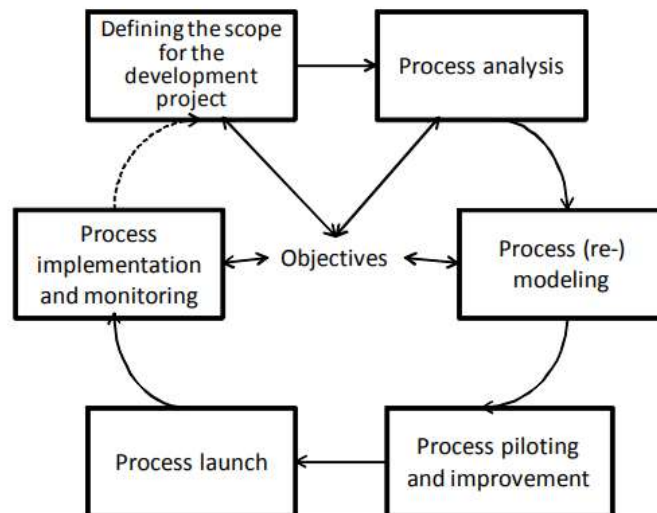 Defining the scope
for the
development
project
Process analysis
Process
implementation
and monitoring
Objectives
Process (re-)
modeling
Process launch
Process piloting
and improvement